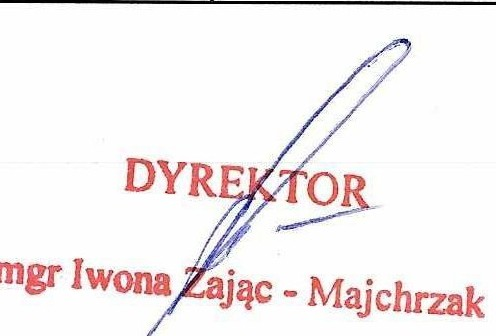 DYREKTOR
mgr Iwona Zając - Majchrzak